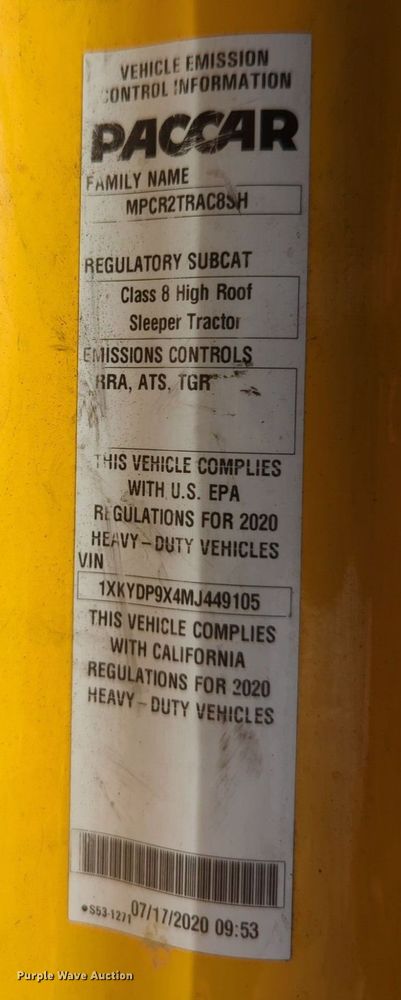 VEHICLE EMISSION
CONTROL INFORMATION
PACCAR
FAMILY NAME
MPCR2TRAC8SH
REGULATORY SUBCAT
Class 8 High Roof
Sleeper Tractor
EMISSIONS CONTROLS
RRA, ATS, TGR
THIS VEHICLE COMPLIES
WITH U.S. EPA
REGULATIONS FOR 2020
HEAVY-DUTY VEHICLES
VIN
1XKYDP9X4MJ449105
THIS VEHICLE COMPLIES
WITH CALIFORNIA
REGULATIONS FOR 2020
HEAVY-DUTY VEHICLES
S53-1271 07/17/2020 09:53
Purple Wave Auction